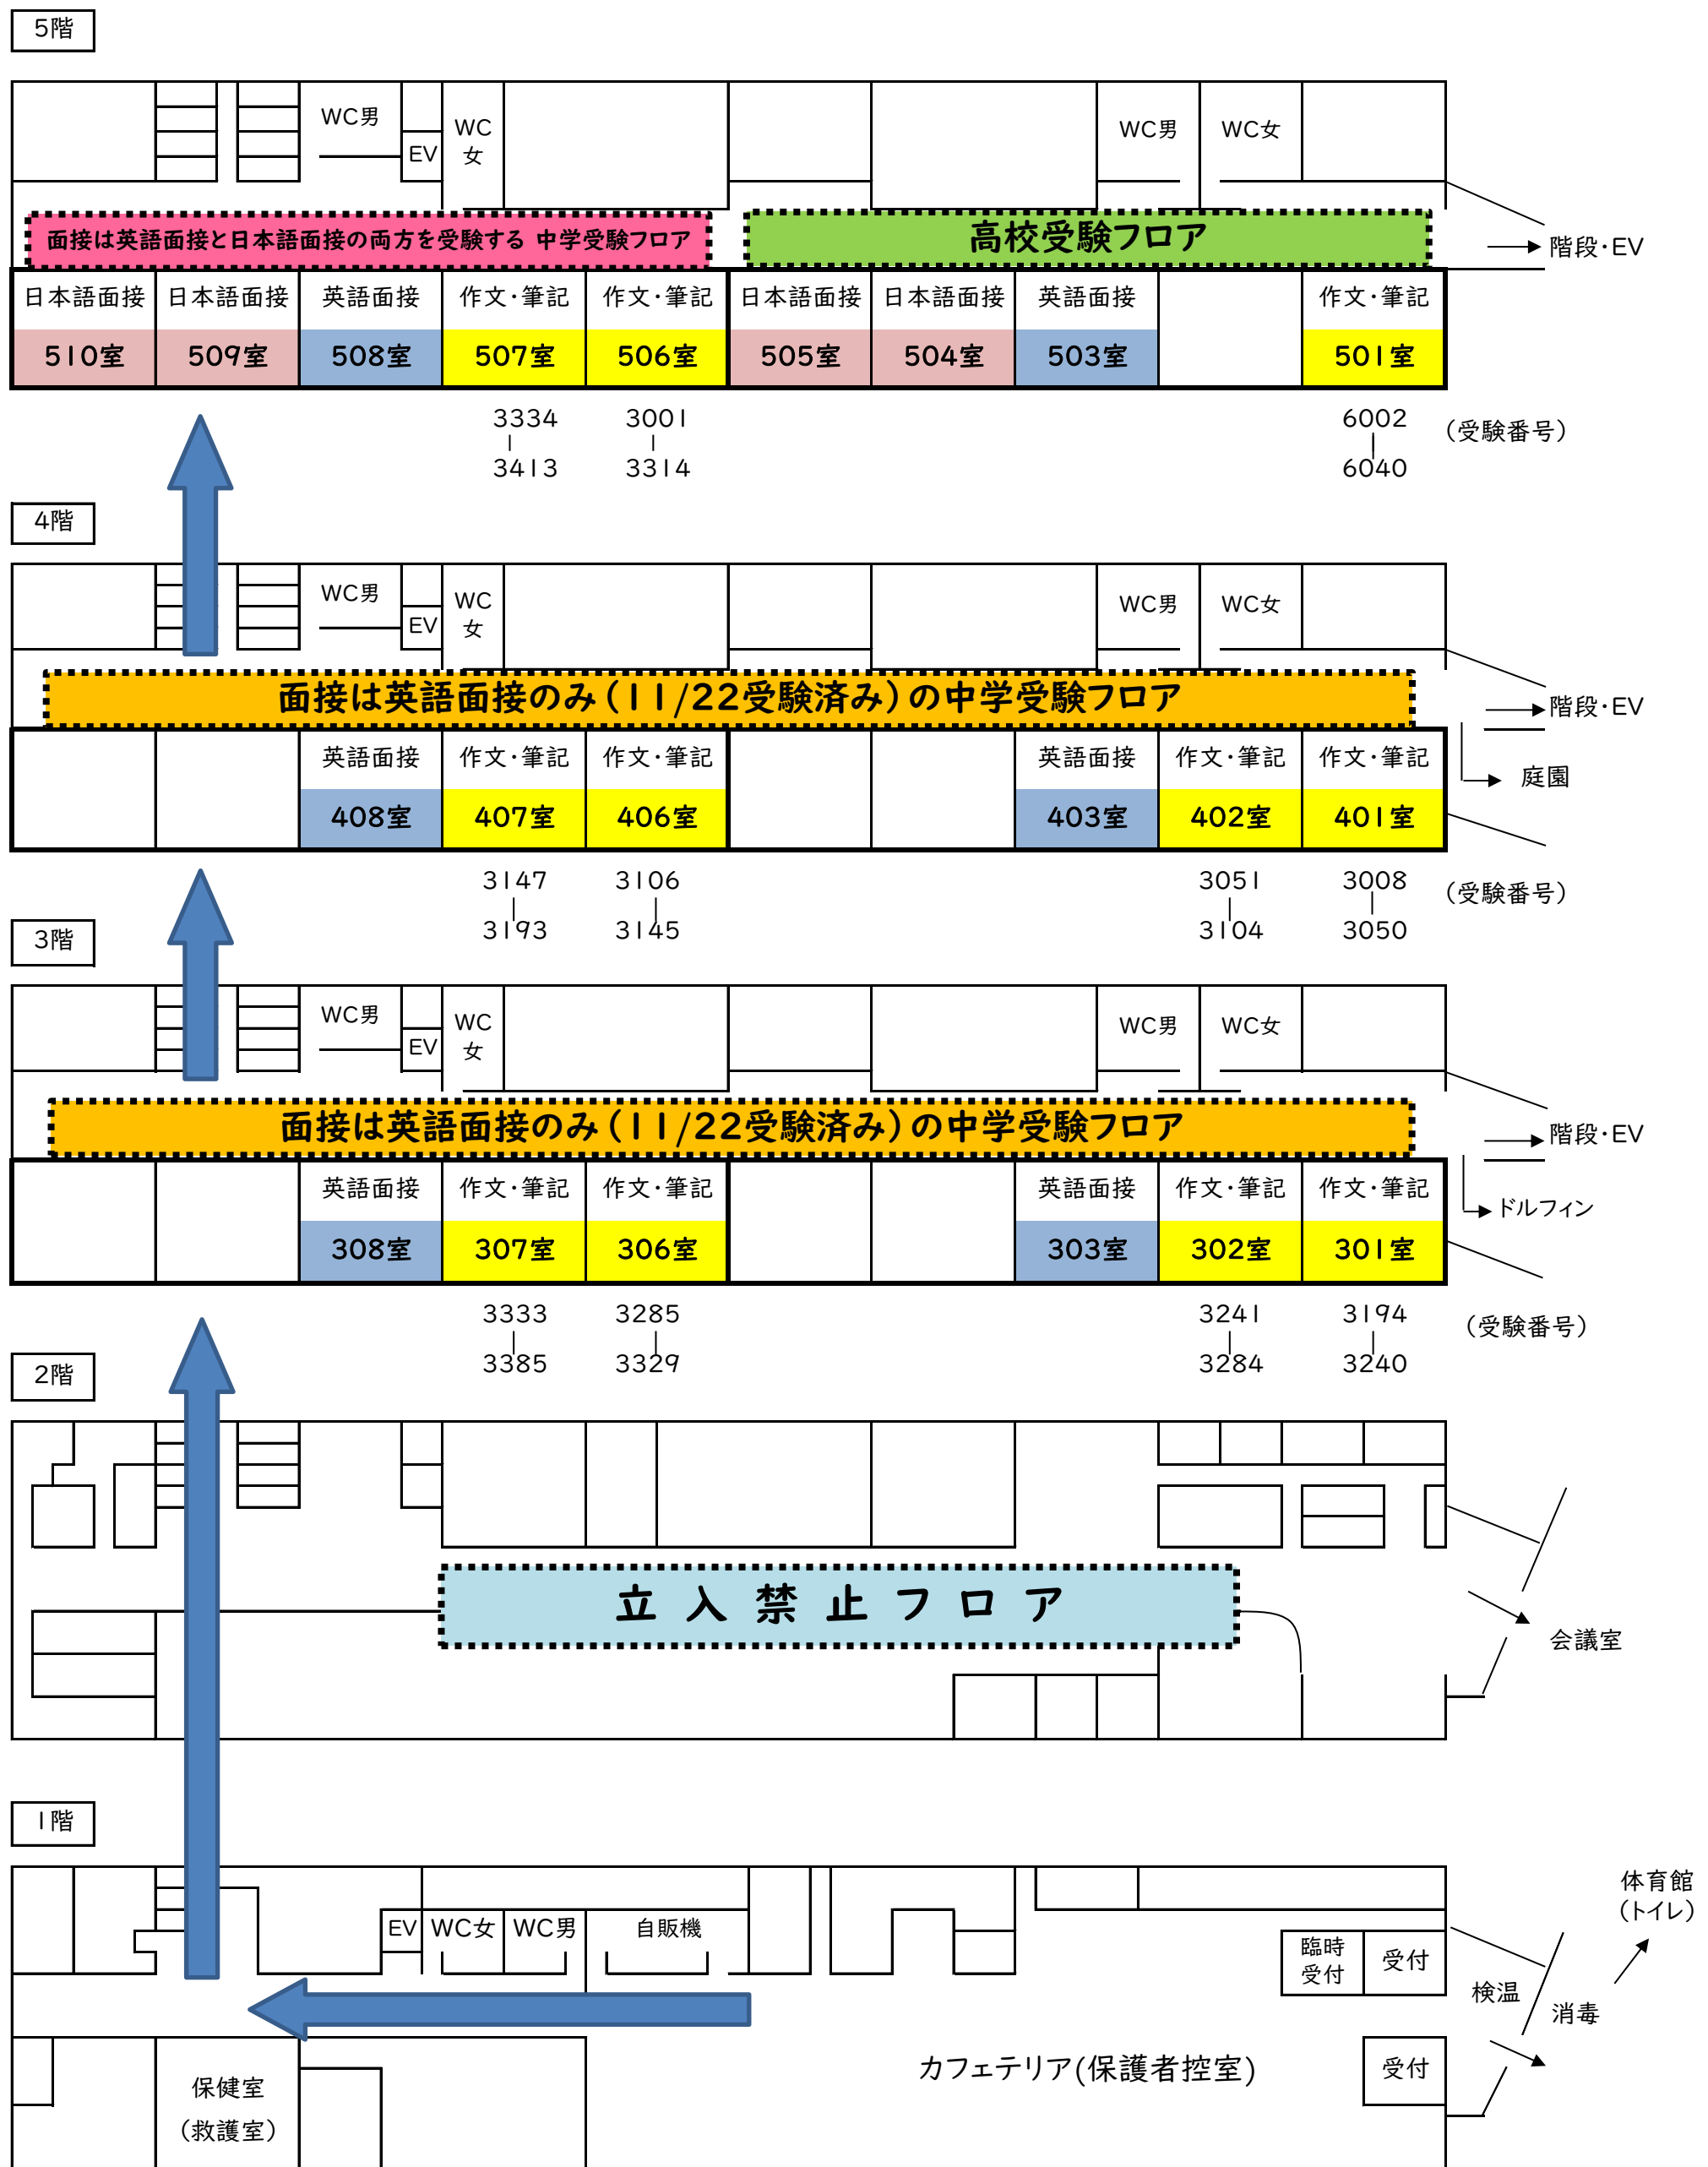 5階
WC男
EV
WC
女
WC男
WC女
面接は英語面接と日本語面接の両方を受験する 中学受験フロア
高校受験フロア
階段・EV
日本語面接
日本語面接
英語面接
作文・筆記
作文・筆記
日本語面接
日本語面接
英語面接
作文・筆記
510室
509室
508室
507室
506室
505室
504室
503室
501室
3334
|
3413
3001
|
3314
6002
|
6040
（受験番号）
4階
WC男
EV
WC
女
WC男
WC女
面接は英語面接のみ（11/22受験済み）の中学受験フロア
階段・EV
庭園
英語面接
作文・筆記
作文・筆記
英語面接
作文・筆記
作文・筆記
408室
407室
406室
403室
402室
401室
3147
|
3193
3106
|
3145
3051
|
3104
3008
|
3050
（受験番号）
3階
WC男
EV
WC
女
WC男
WC女
面接は英語面接のみ（11/22受験済み）の中学受験フロア
階段・EV
ドルフィン
英語面接
作文・筆記
作文・筆記
英語面接
作文・筆記
作文・筆記
308室
307室
306室
303室
302室
301室
3333
|
3385
3285
|
3329
3241
|
3284
3194
|
3240
（受験番号）
2階
立入禁止フロア
会議室
1階
EV
WC女
WC男
自販機
臨時
受付
受付
検温
消毒
体育館
（トイレ）
カフェテリア(保護者控室)
受付
保健室
（救護室）